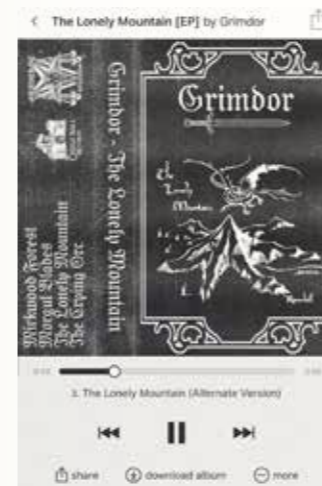 The Lonely Mountain [EP] by Grimdor
Grimdor - The Lonely Mountain
Mirkwood Forest
Morgul Blades
The Lonely Mountain
The Crying Orc
Grimdor
The
Lonely
Mountain
3. The Lonely Mountain (Alternate Version)
share
download album
more